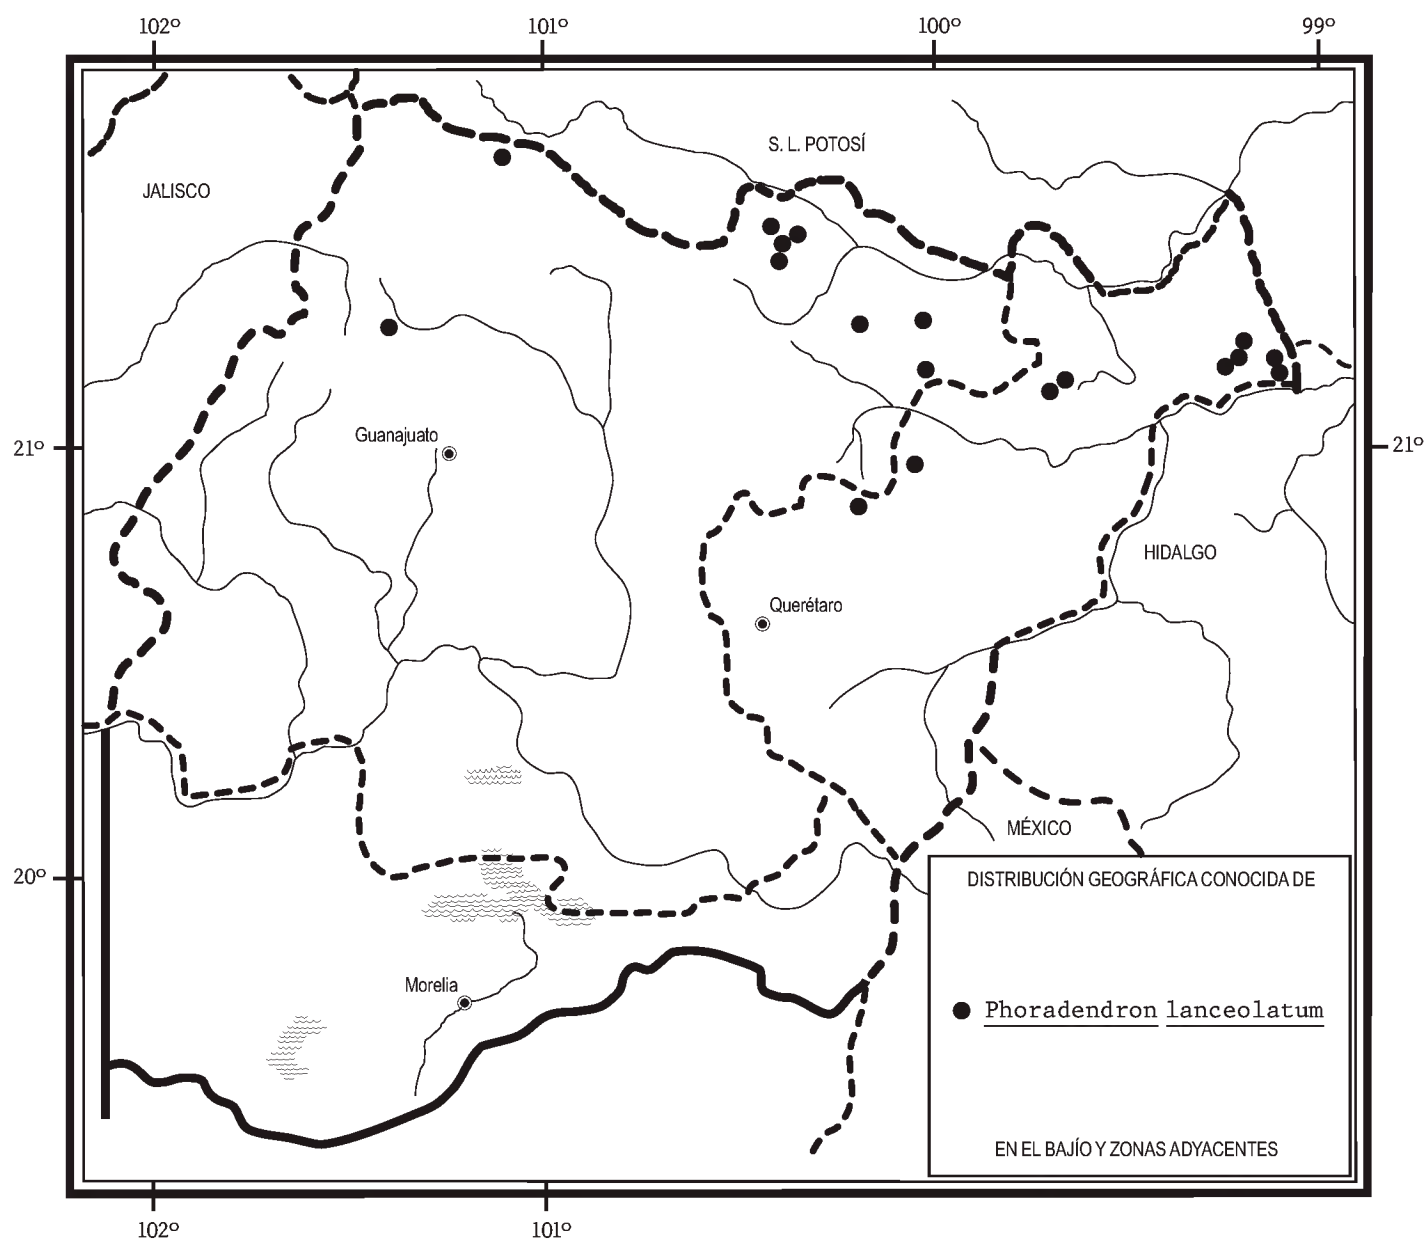 102° 101° 100° 99°
S. L. POTOSÍ
JALISCO
Guanajuato
21° 21°
HIDALGO
Querétaro
MÉXICO
20°
DISTRIBUCIÓN GEOGRÁFICA CONOCIDA DE
Morelia
Phoradendron lanceolatum
EN EL BAJÍO Y ZONAS ADYACENTES
102° 101°